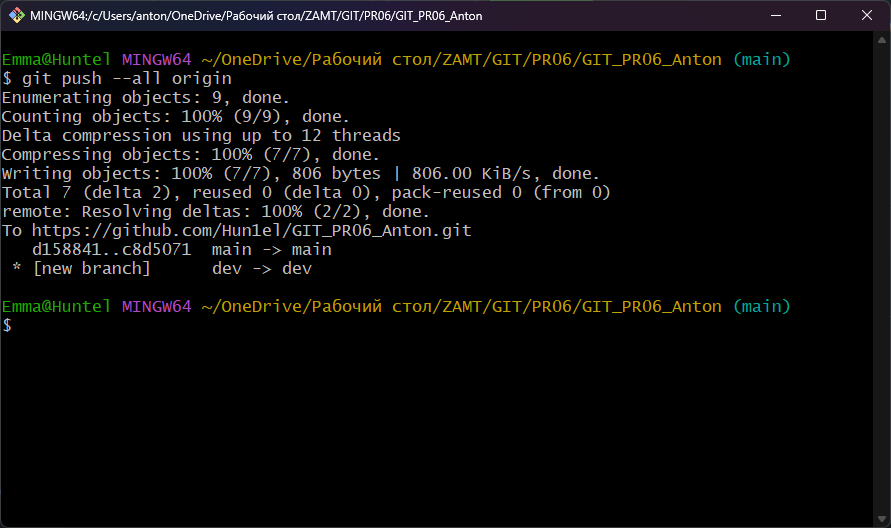 MINGW64:/c/Users/anton/OneDrive/Рабочий стол/ZAMT/GIT/PR06/GIT_PR06_Anton
Emma@Huntel MINGW64 ~/OneDrive/Рабочий стол/ZAMT/GIT/PR06/GIT_PR06_Anton (main)
$ git push --all origin
Enumerating objects: 9, done.
Counting objects: 100% (9/9), done.
Delta compression using up to 12 threads
Compressing objects: 100% (7/7), done.
Writing objects: 100% (7/7), 806 bytes | 806.00 KiB/s, done.
Total 7 (delta 2), reused 0 (delta 0), pack-reused 0 (from 0)
remote: Resolving deltas: 100% (2/2), done.
To https://github.com/Hun1el/GIT_PR06_Anton.git
   d158841..c8d5071  main -> main
 * [new branch]      dev -> dev
Emma@Huntel MINGW64 ~/OneDrive/Рабочий стол/ZAMT/GIT/PR06/GIT_PR06_Anton (main)
$